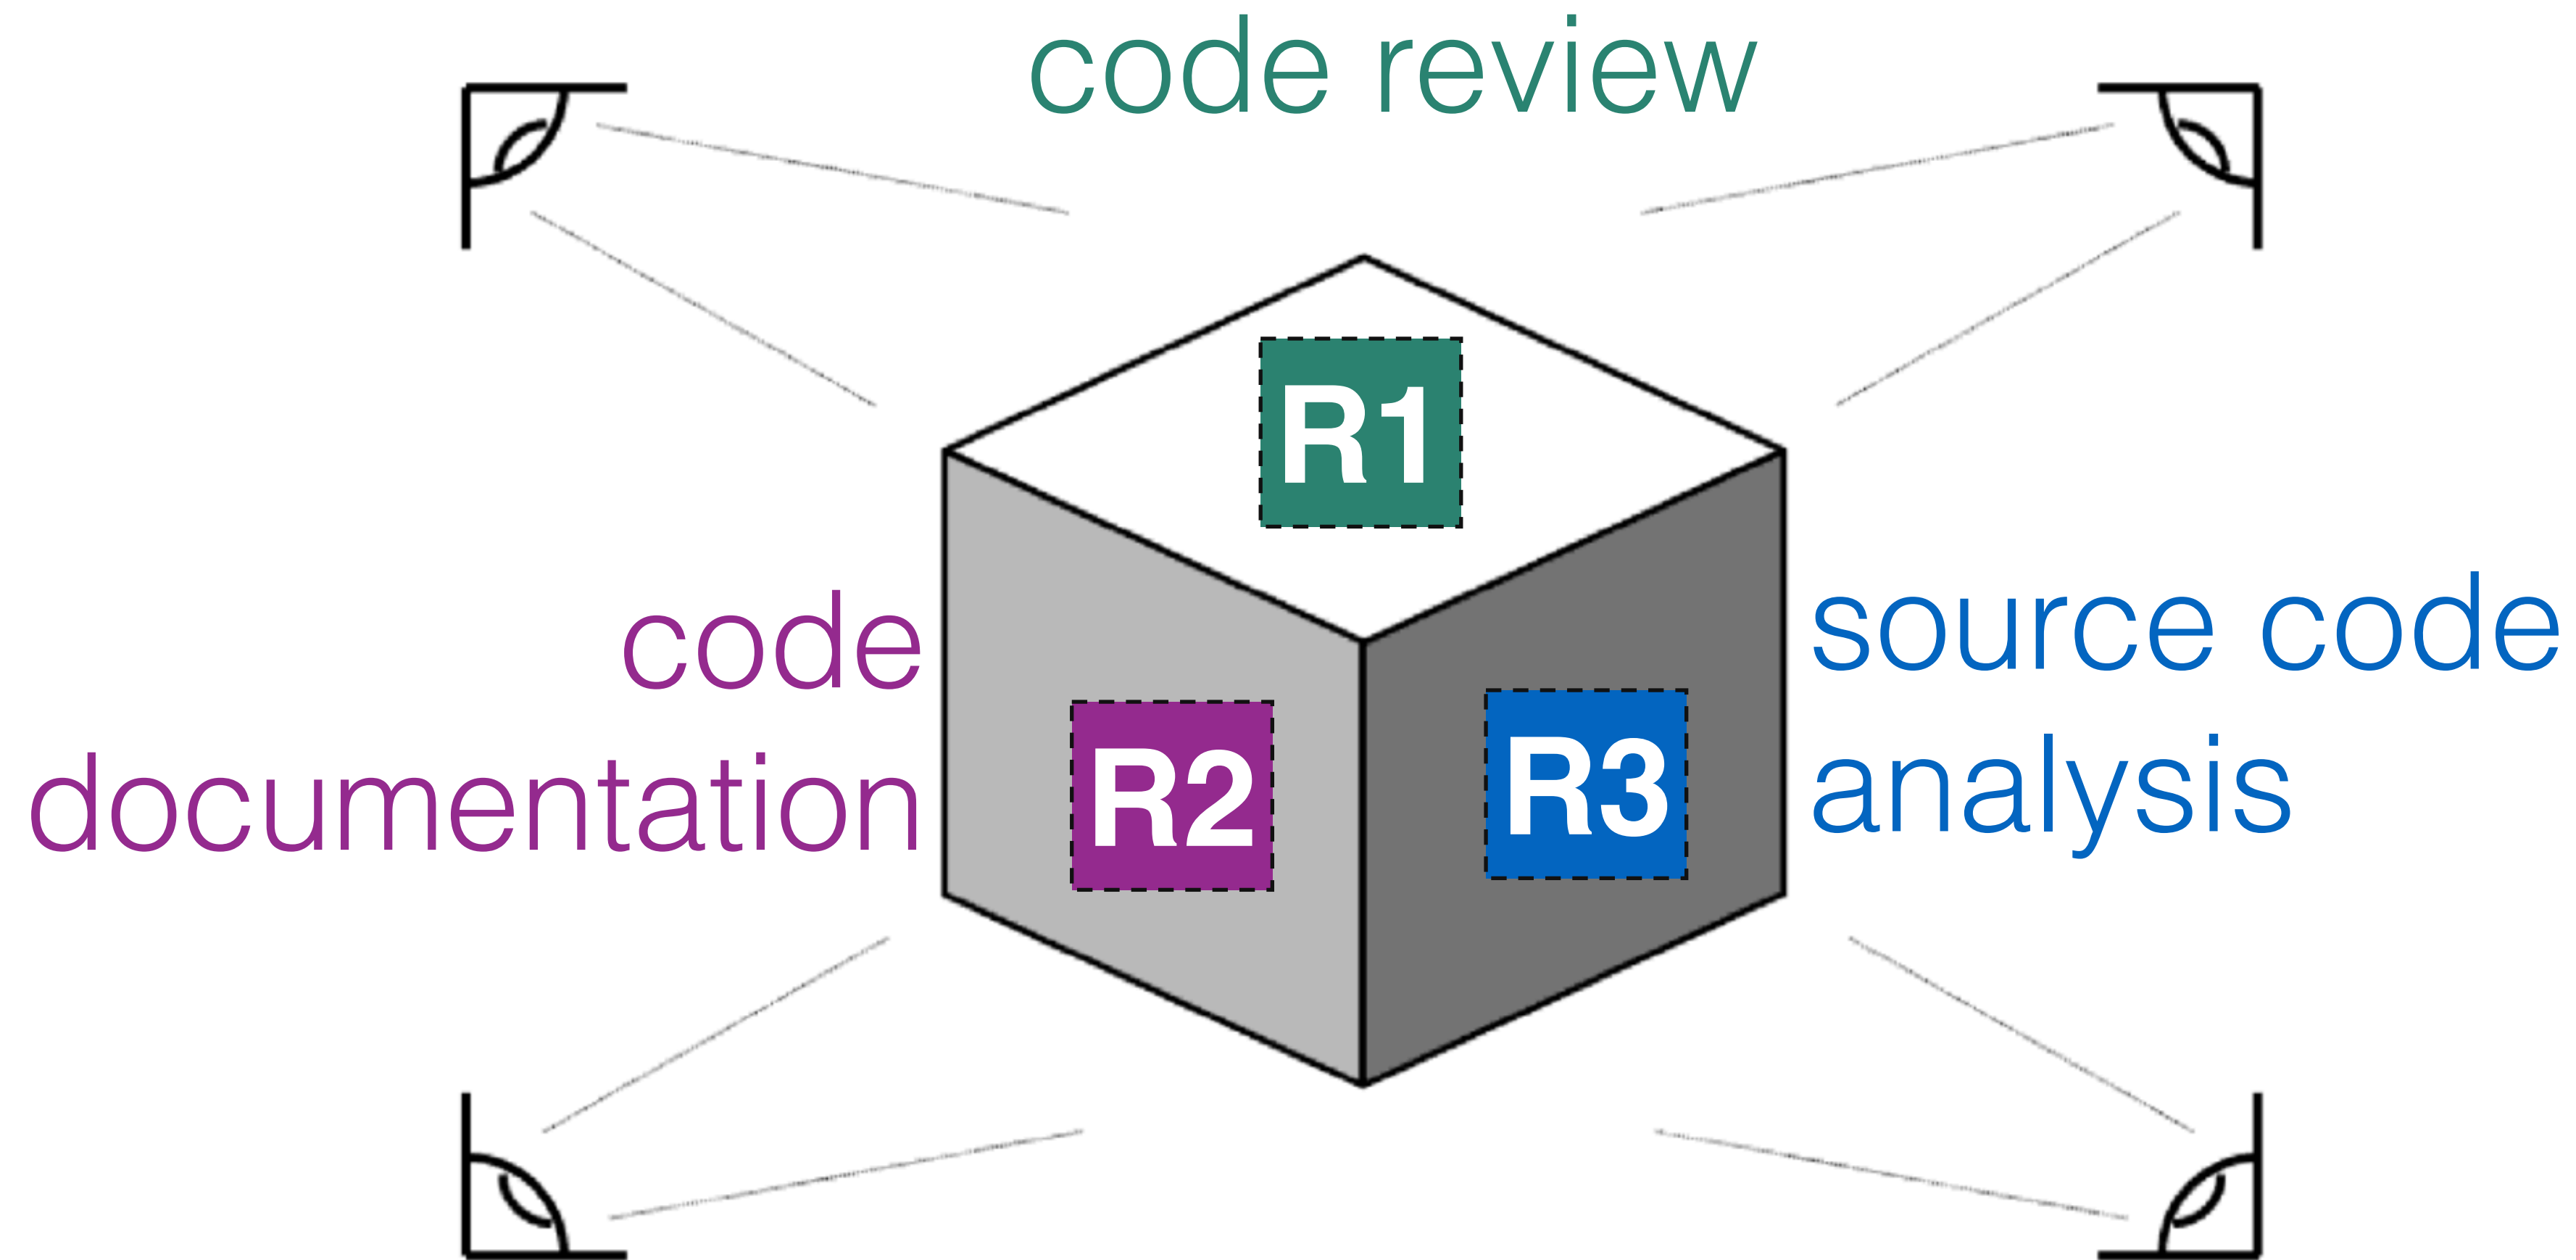 code review
R1
code
documentation
R2
R3
source code
analysis